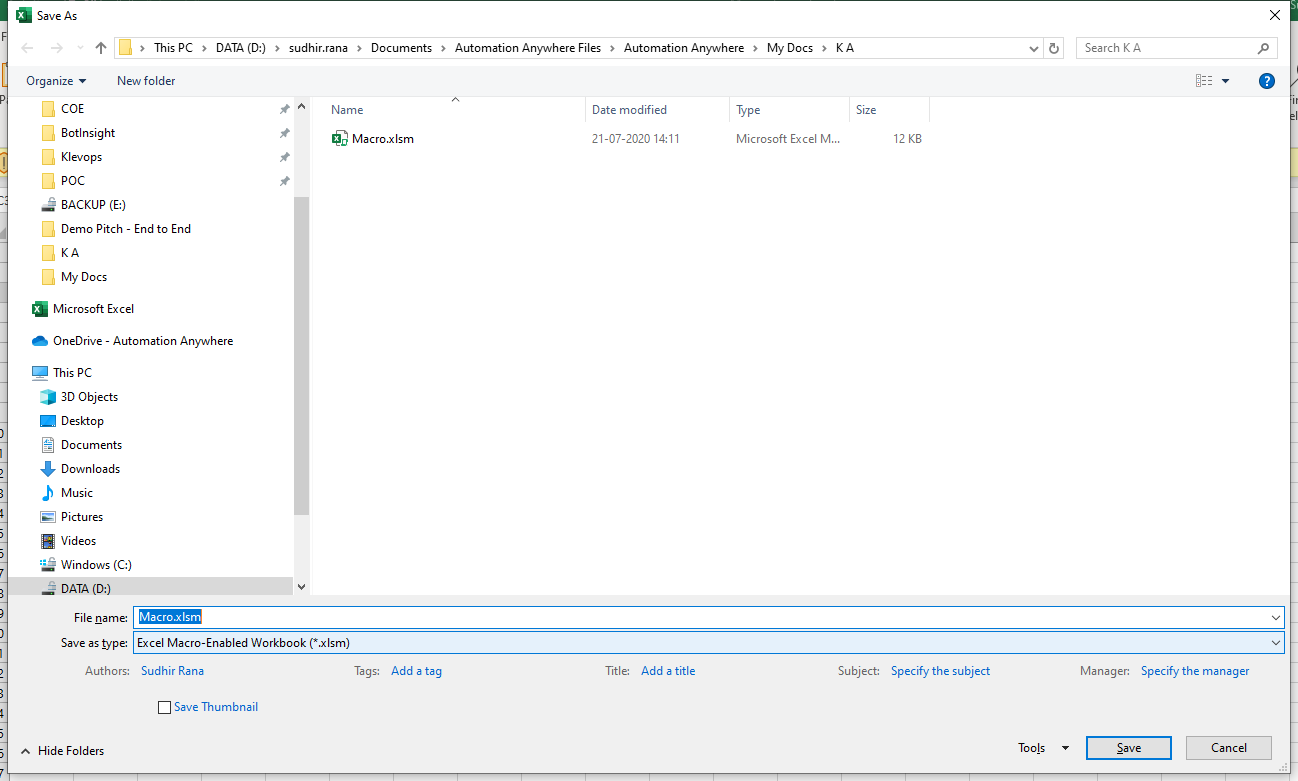 Save As
This PC > DATA (D:) > sudhir.rana > Documents > Automation Anywhere Files > Automation Anywhere > My Docs > K A
Search K A
Organize
New folder
COE
BotInsight
Klevops
POC
BACKUP (E:)
Demo Pitch - End to End
K A
My Docs
Microsoft Excel
OneDrive - Automation Anywhere
This PC
3D Objects
Desktop
Documents
Downloads
Music
Pictures
Videos
Windows (C:)
DATA (D:)
Name Date modified Type Size
Macro.xlsm 21-07-2020 14:11 Microsoft Excel M... 12 KB
File name: Macro.xlsm
Save as type: Excel Macro-Enabled Workbook (*.xlsm)
Authors: Sudhir Rana Tags: Add a tag Title: Add a title Subject: Specify the subject Manager: Specify the manager
Save Thumbnail
Hide Folders
Tools Save Cancel